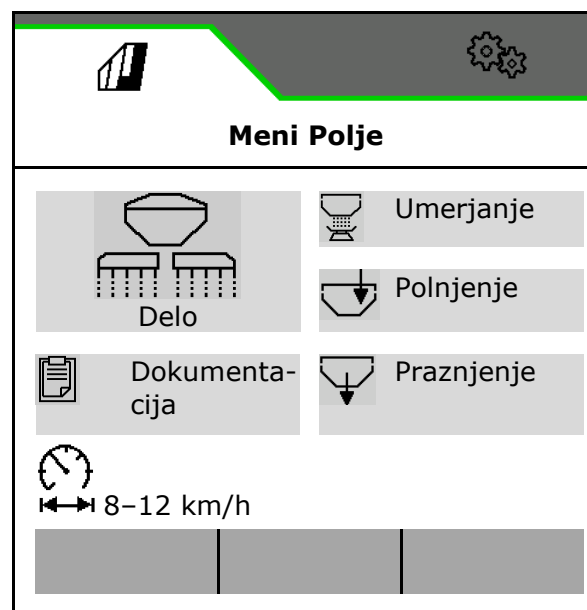 Meni Polje
Delo
Umerjanje
Polnjenje
Dokumenta-
cija
Praznjenje
8–12 km/h